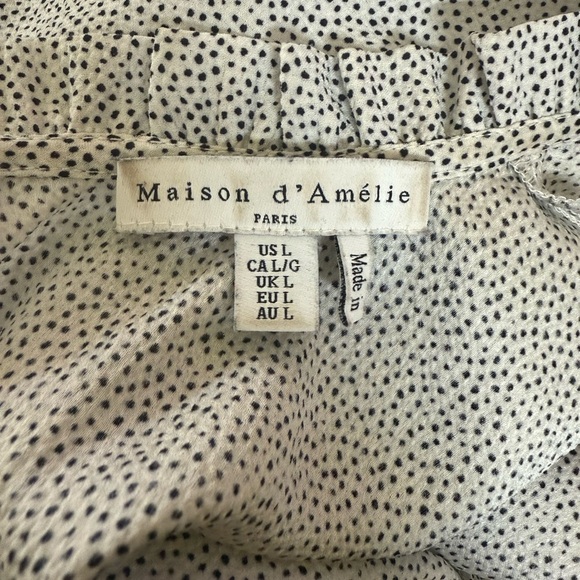 Maison d'Amélie
PARIS
US L
CA L/G
UK L
EU L
AU L
Made in